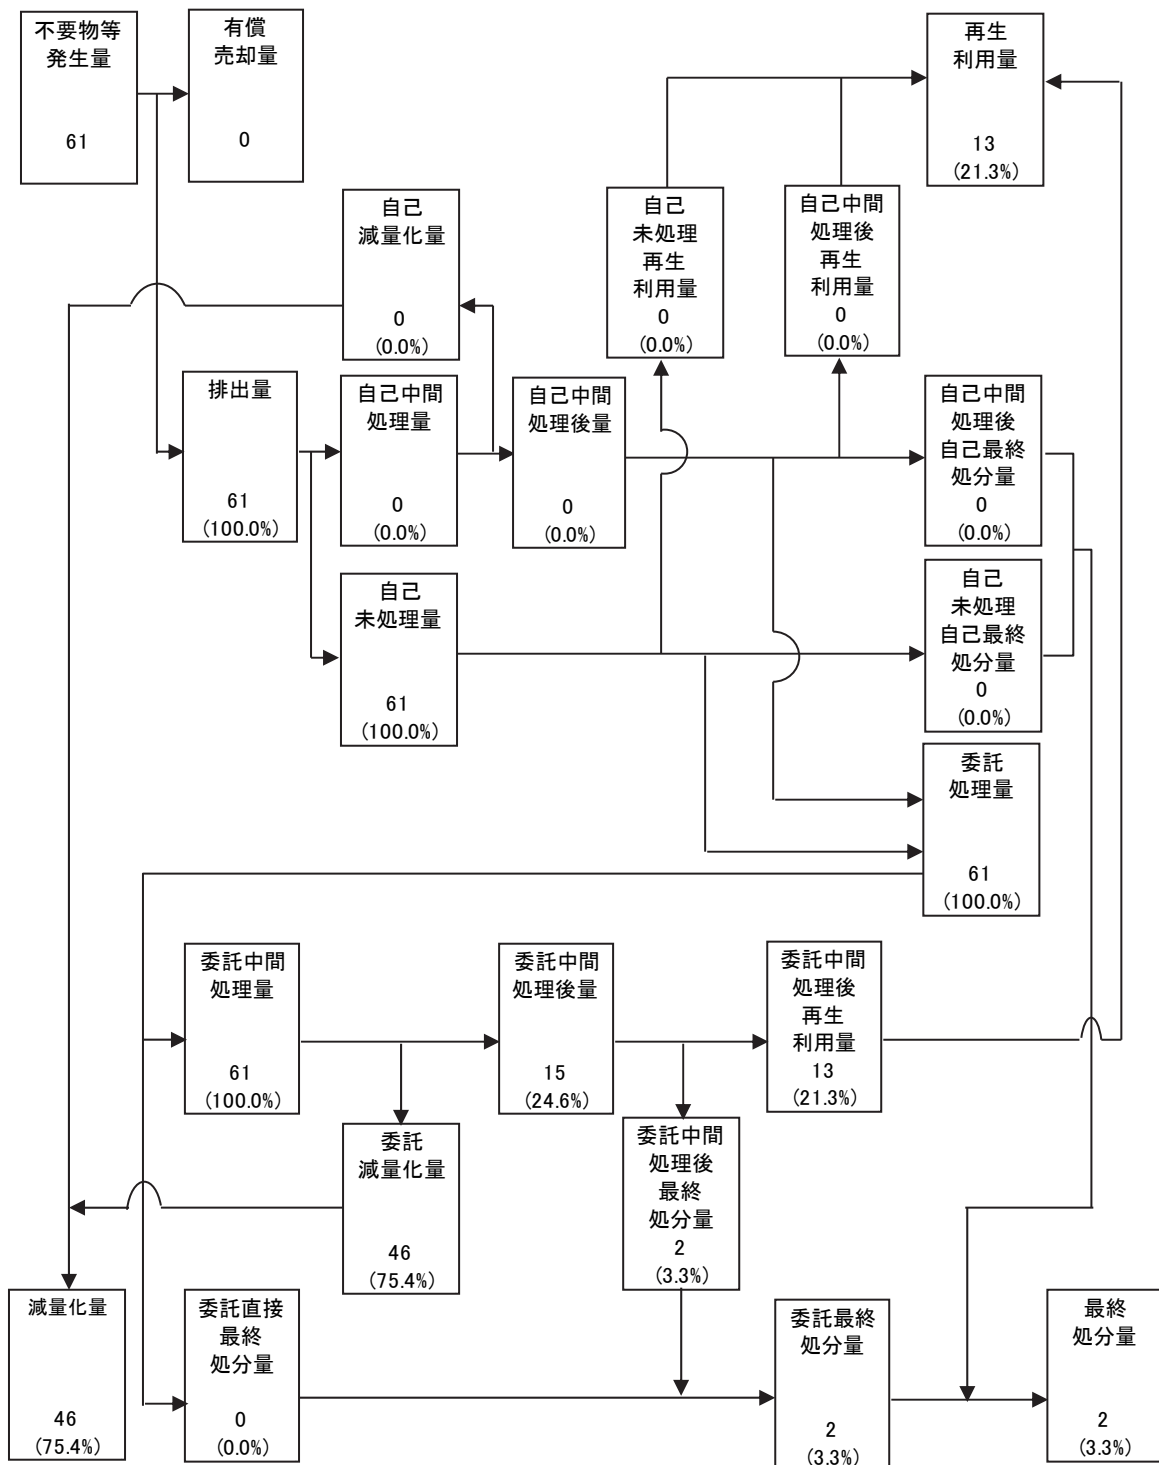 不要物等
発生量
61
有償
売却量
0
再生
利用量
13
(21.3%)
自己
減量化量
0
(0.0%)
自己
未処理
再生
利用量
0
(0.0%)
自己中間
処理後
再生
利用量
0
(0.0%)
排出量
61
(100.0%)
自己中間
処理量
0
(0.0%)
自己中間
処理後量
0
(0.0%)
自己中間
処理後
自己最終
処分量
0
(0.0%)
自己
未処理量
61
(100.0%)
自己
未処理
自己最終
処分量
0
(0.0%)
委託
処理量
61
(100.0%)
委託中間
処理量
61
(100.0%)
委託中間
処理後量
15
(24.6%)
委託中間
処理後
再生
利用量
13
(21.3%)
委託
減量化量
46
(75.4%)
委託中間
処理後
最終
処分量
2
(3.3%)
減量化量
46
(75.4%)
委託直接
最終
処分量
0
(0.0%)
委託最終
処分量
2
(3.3%)
最終
処分量
2
(3.3%)